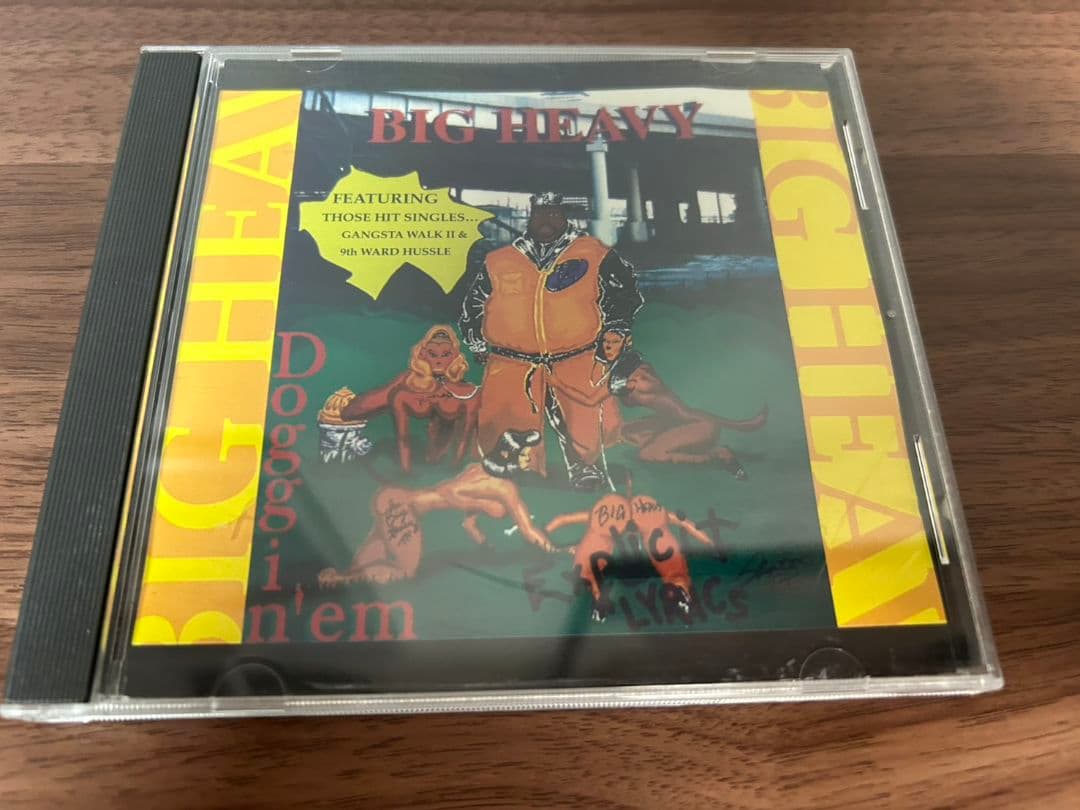 BIG HEAVY
FEATURING
THOSE HIT SINGLES...
GANGSTA WALK II &
9th WARD HUSSLE
BIG HEAV
BIG HEAV
Doggin
n'em
BIG HEAVY
EXPLICIT
LYRICS